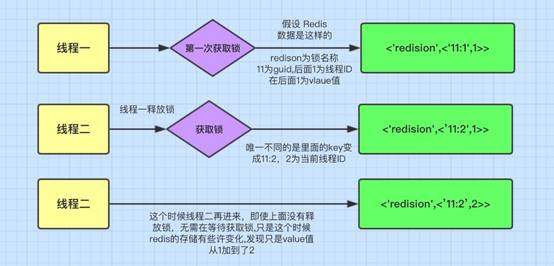 线程一
第一次获取锁
假设 Redis
数据是这样的
redison为锁名称
11为guid,后面1为线程ID
在后面1为vlaue值
<'redision',<'11:1',1>>
线程二
线程一释放锁
获取锁
唯一不同的是里面的key变
成11:2，2为当前线程ID
<'redision',<'11:2',1>>
线程二
这个时候线程二再进来，即使上面没有释
放锁，无需在等待获取锁,只是这个时候
redis的存储有些许变化,发现只是value值
从1加到了2
<'redision',<'11:2',2>>